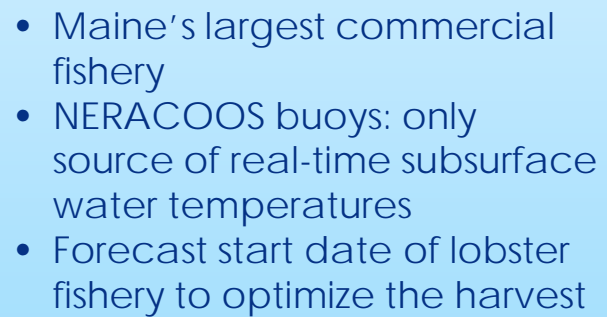 • Maine's largest commercial
fishery
• NERACOOS buoys: only
source of real-time subsurface
water temperatures
• Forecast start date of lobster
fishery to optimize the harvest